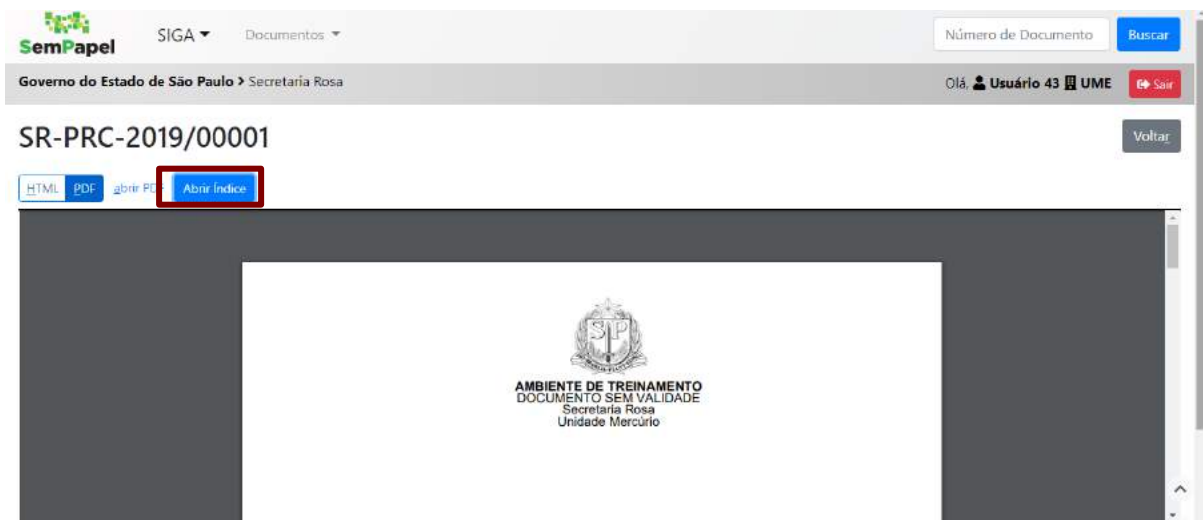 SemPapel
SIGA Documentos Número de Documento Buscar
Governo do Estado de São Paulo > Secretaria Rosa Olá, Usuário 43 UME Sair
SR-PRC-2019/00001 Voltar
HTML PDF abrir PDF Abrir Índice
SP
AMBIENTE DE TREINAMENTO
DOCUMENTO SEM VALIDADE
Secretaria Rosa
Unidade Mercúrio